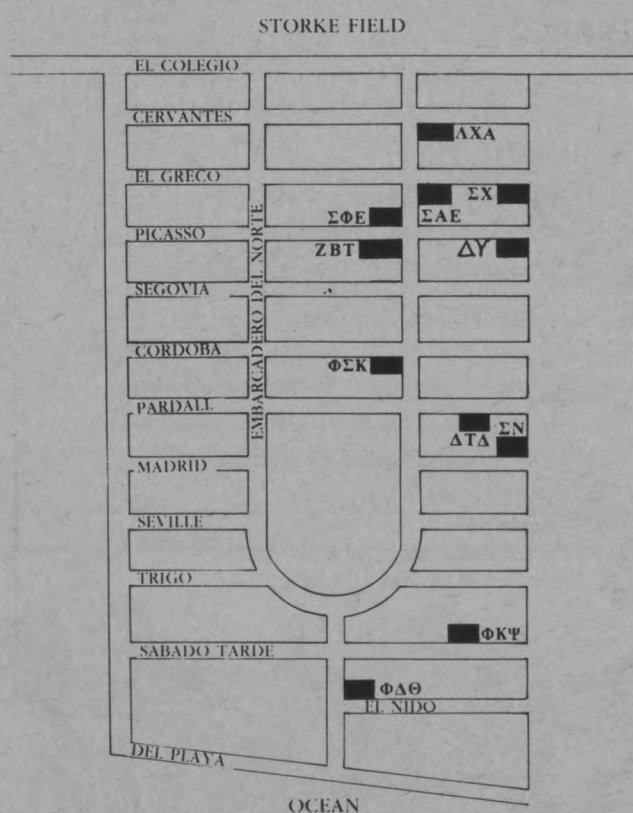 STORKE FIELD
EL COLEGIO
CERVANTES
ΛΧΑ
EL GRECO
ΣΧ
ΣΦΕ
ΣΑΕ
EMBARCADERO DEL NORTE
PICASSO
ΖΒΤ
ΔΥ
SEGOVIA
CORDOBA
ΦΣΚ
PARDALL
ΣΝ
ΔΤΔ
MADRID
SEVILLE
TRIGO
ΦΚΨ
SABADO TARDE
ΦΔΘ
EL NIDO
DEL PLAYA
OCEAN